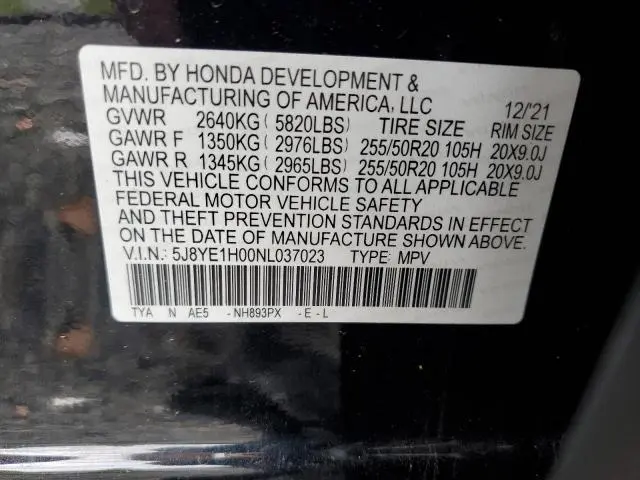 MFD. BY HONDA DEVELOPMENT &
MANUFACTURING OF AMERICA, LLC 12/'21
GVWR 2640KG ( 5820LBS) TIRE SIZE RIM SIZE
GAWR F 1350KG ( 2976LBS) 255/50R20 105H 20X9.0J
GAWR R 1345KG ( 2965LBS) 255/50R20 105H 20X9.0J
THIS VEHICLE CONFORMS TO ALL APPLICABLE
FEDERAL MOTOR VEHICLE SAFETY
AND THEFT PREVENTION STANDARDS IN EFFECT
ON THE DATE OF MANUFACTURE SHOWN ABOVE.
V.I.N.: 5J8YE1H00NL037023 TYPE: MPV
TYA N AE5 -NH893PX -E-L